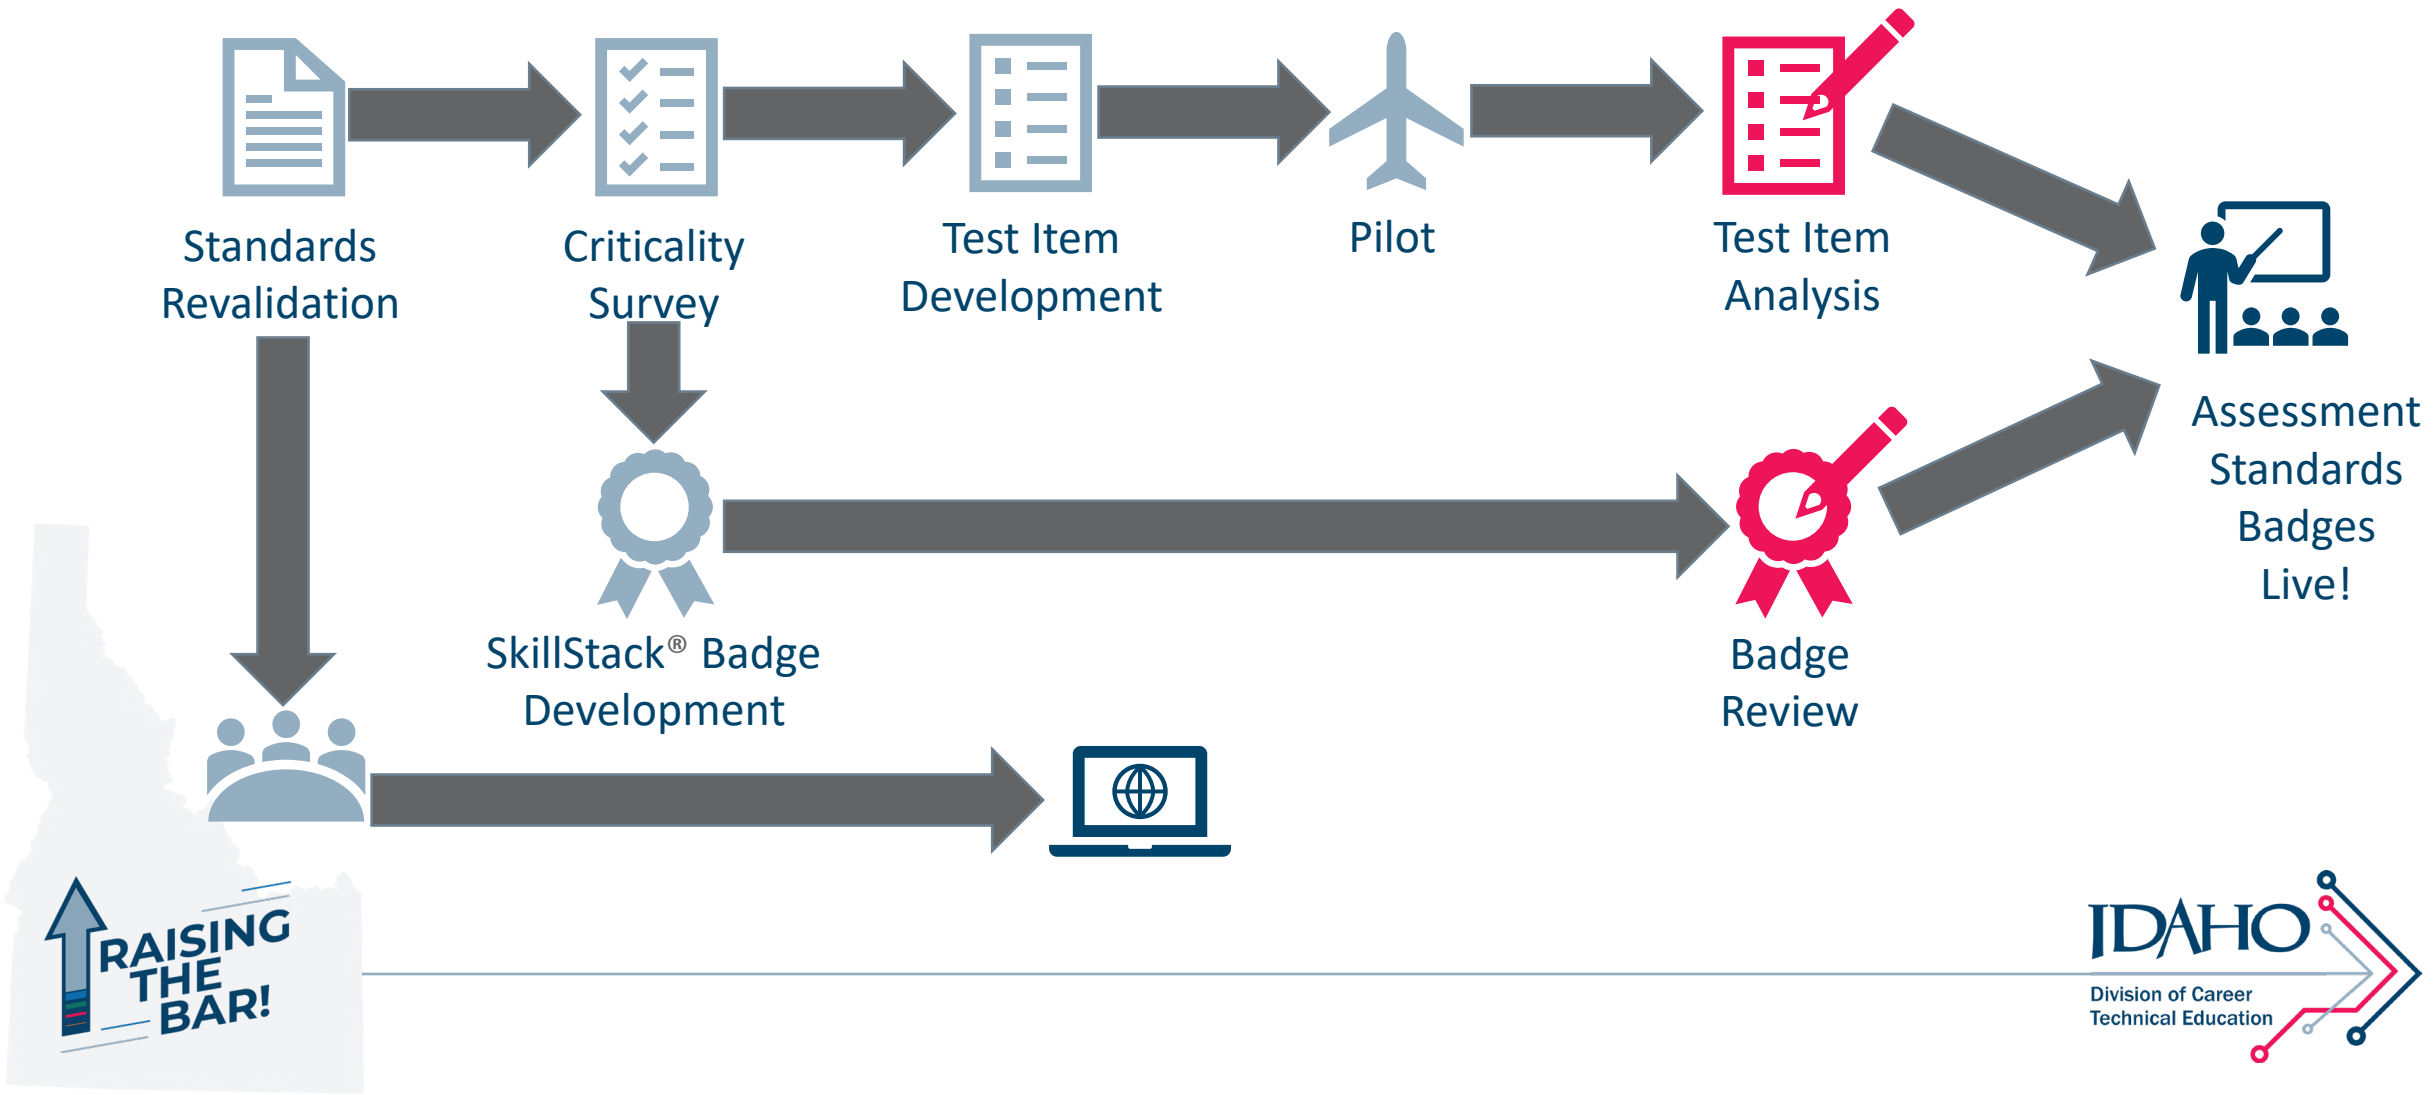 Standards
Revalidation
Criticality
Survey
Test Item
Development
Pilot
Test Item
Analysis
Assessment
Standards
Badges
Live!
SkillStack® Badge
Development
Badge
Review
RAISING
THE
BAR!
IDAHO
Division of Career
Technical Education